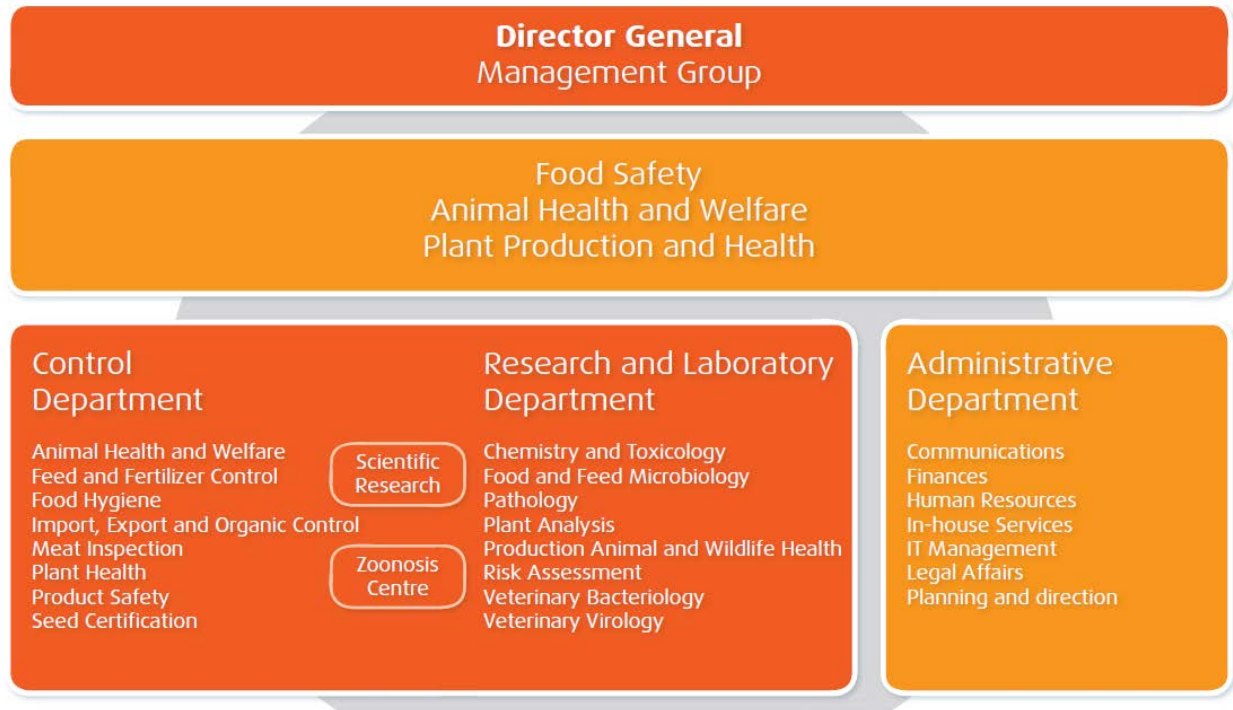 Director General
Management Group
Food Safety
Animal Health and Welfare
Plant Production and Health
Control
Department
Animal Health and Welfare
Feed and Fertilizer Control
Food Hygiene
Import, Export and Organic Control
Meat Inspection
Plant Health
Product Safety
Seed Certification
Scientific
Research
Zoonosis
Centre
Research and Laboratory
Department
Chemistry and Toxicology
Food and Feed Microbiology
Pathology
Plant Analysis
Production Animal and Wildlife Health
Risk Assessment
Veterinary Bacteriology
Veterinary Virology
Administrative
Department
Communications
Finances
Human Resources
In-house Services
IT Management
Legal Affairs
Planning and direction